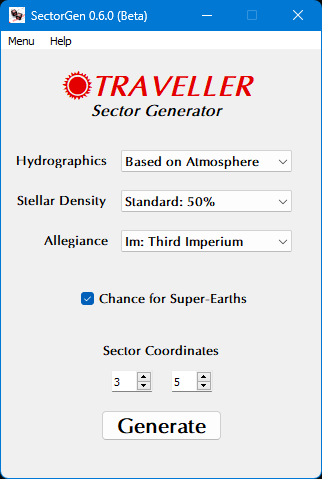 SectorGen 0.6.0 (Beta)
Menu Help
TRAVELLER
Sector Generator
Hydrographics Based on Atmosphere
Stellar Density Standard: 50%
Allegiance Im: Third Imperium
Chance for Super-Earths
Sector Coordinates
3 5
Generate